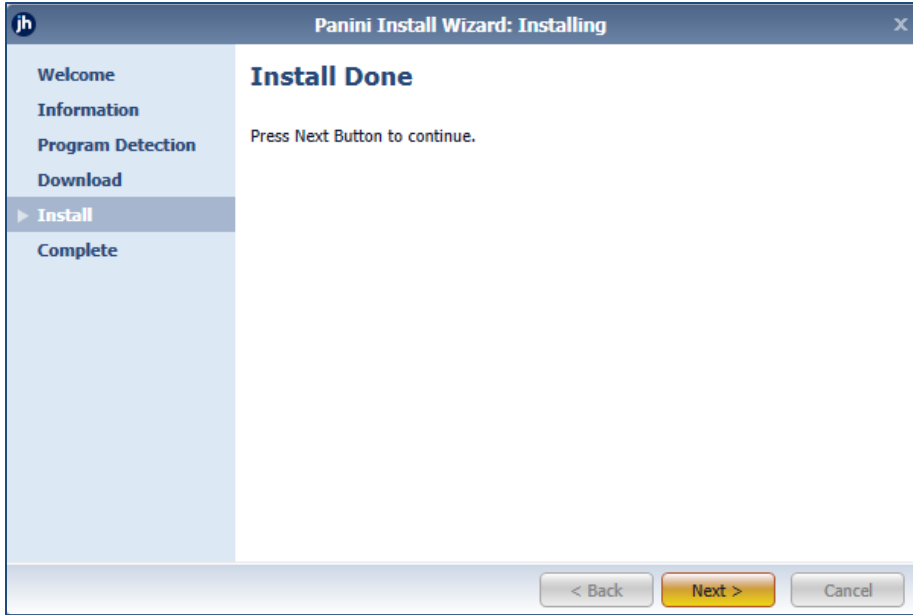 jh
Panini Install Wizard: Installing
x
Welcome
Information
Program Detection
Download
Install
Complete
Install Done
Press Next Button to continue.
< Back
Next >
Cancel